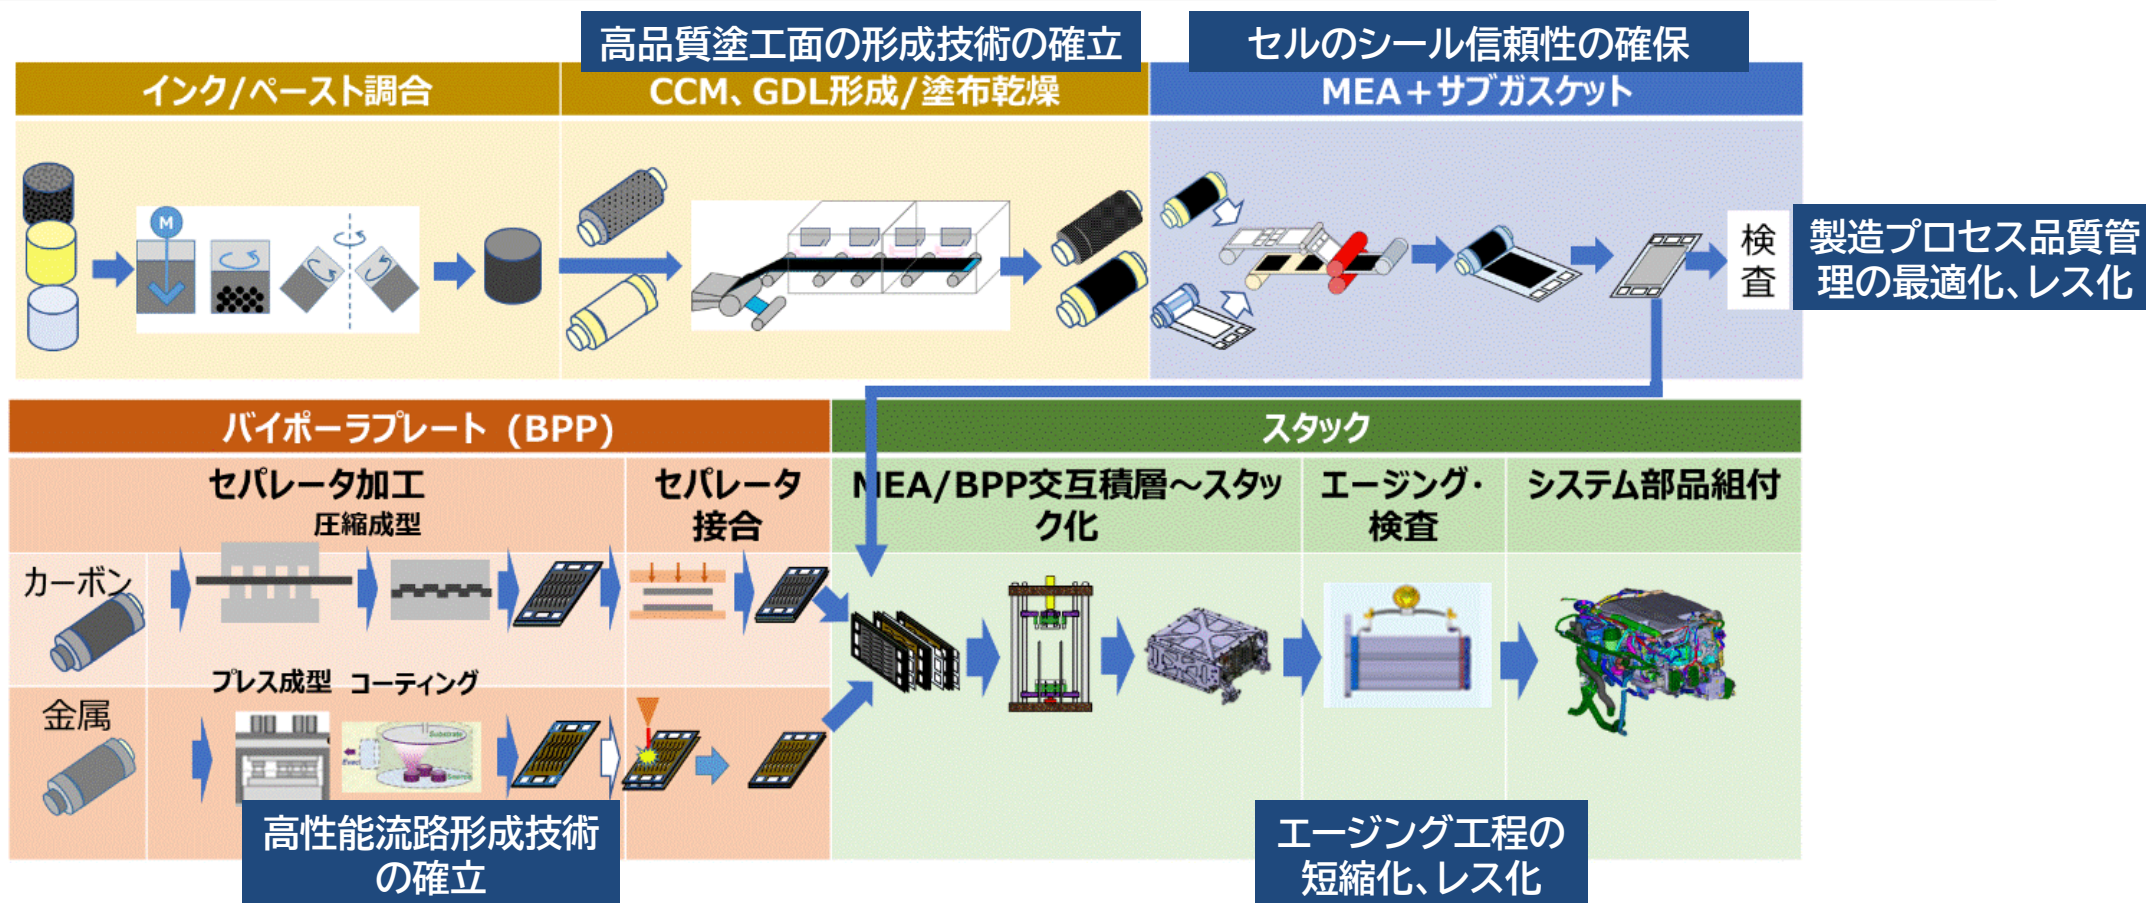 高品質塗工面の形成技術の確立
セルのシール信頼性の確保
インク/ペースト調合
CCM、GDL形成/塗布乾燥
MEA＋サブガスケット
M
検
査
製造プロセス品質管
理の最適化、レス化
バイポーラプレート (BPP)
スタック
セパレータ加工
圧縮成型
セパレータ
接合
MEA/BPP交互積層～スタッ
ク化
エージング・
検査
システム部品組付
カーボン
プレス成型
コーティング
金属
Substrate
Source
高性能流路形成技術
の確立
エージング工程の
短縮化、レス化